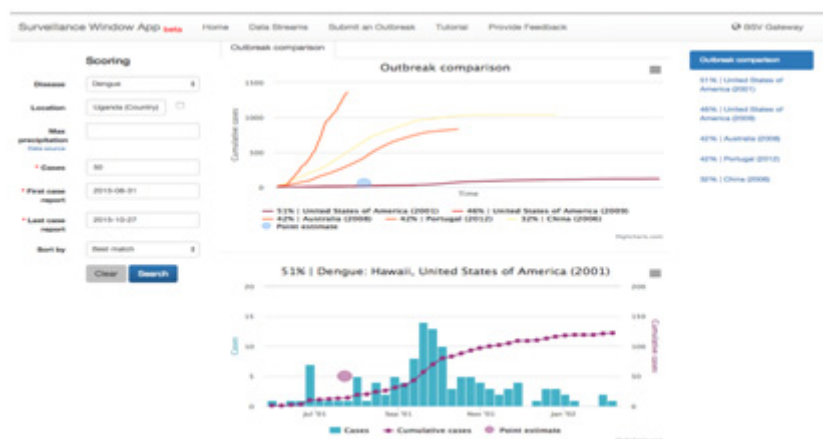 Surveillance Window App beta Home Data Streams Submit an Outbreak Tutorial Provide Feedback BSV Gateway
Scoring
Disease Dengue
Location Uganda (Country)
Max precipitation
Data source
* Cases 50
* First case report 2015-08-31
* Last case report 2015-10-27
Sort by Best match
Clear Search
Outbreak comparison
Outbreak comparison
Cumulative cases
1500
1000
500
0
Time
51% | United States of America (2001) 46% | United States of America (2009)
42% | Australia (2008) 42% | Portugal (2012) 32% | China (2006)
Point estimate
Highcharts.com
51% | Dengue: Hawaii, United States of America (2001)
Cases
20
15
10
5
0
200
150
100
50
0
Cumulative cases
Jul '01 Sep '01 Nov '01 Jan '02
Cases Cumulative cases Point estimate
Outbreak comparison
51% | United States of
America (2001)
46% | United States of
America (2009)
42% | Australia (2008)
42% | Portugal (2012)
| China (2006)